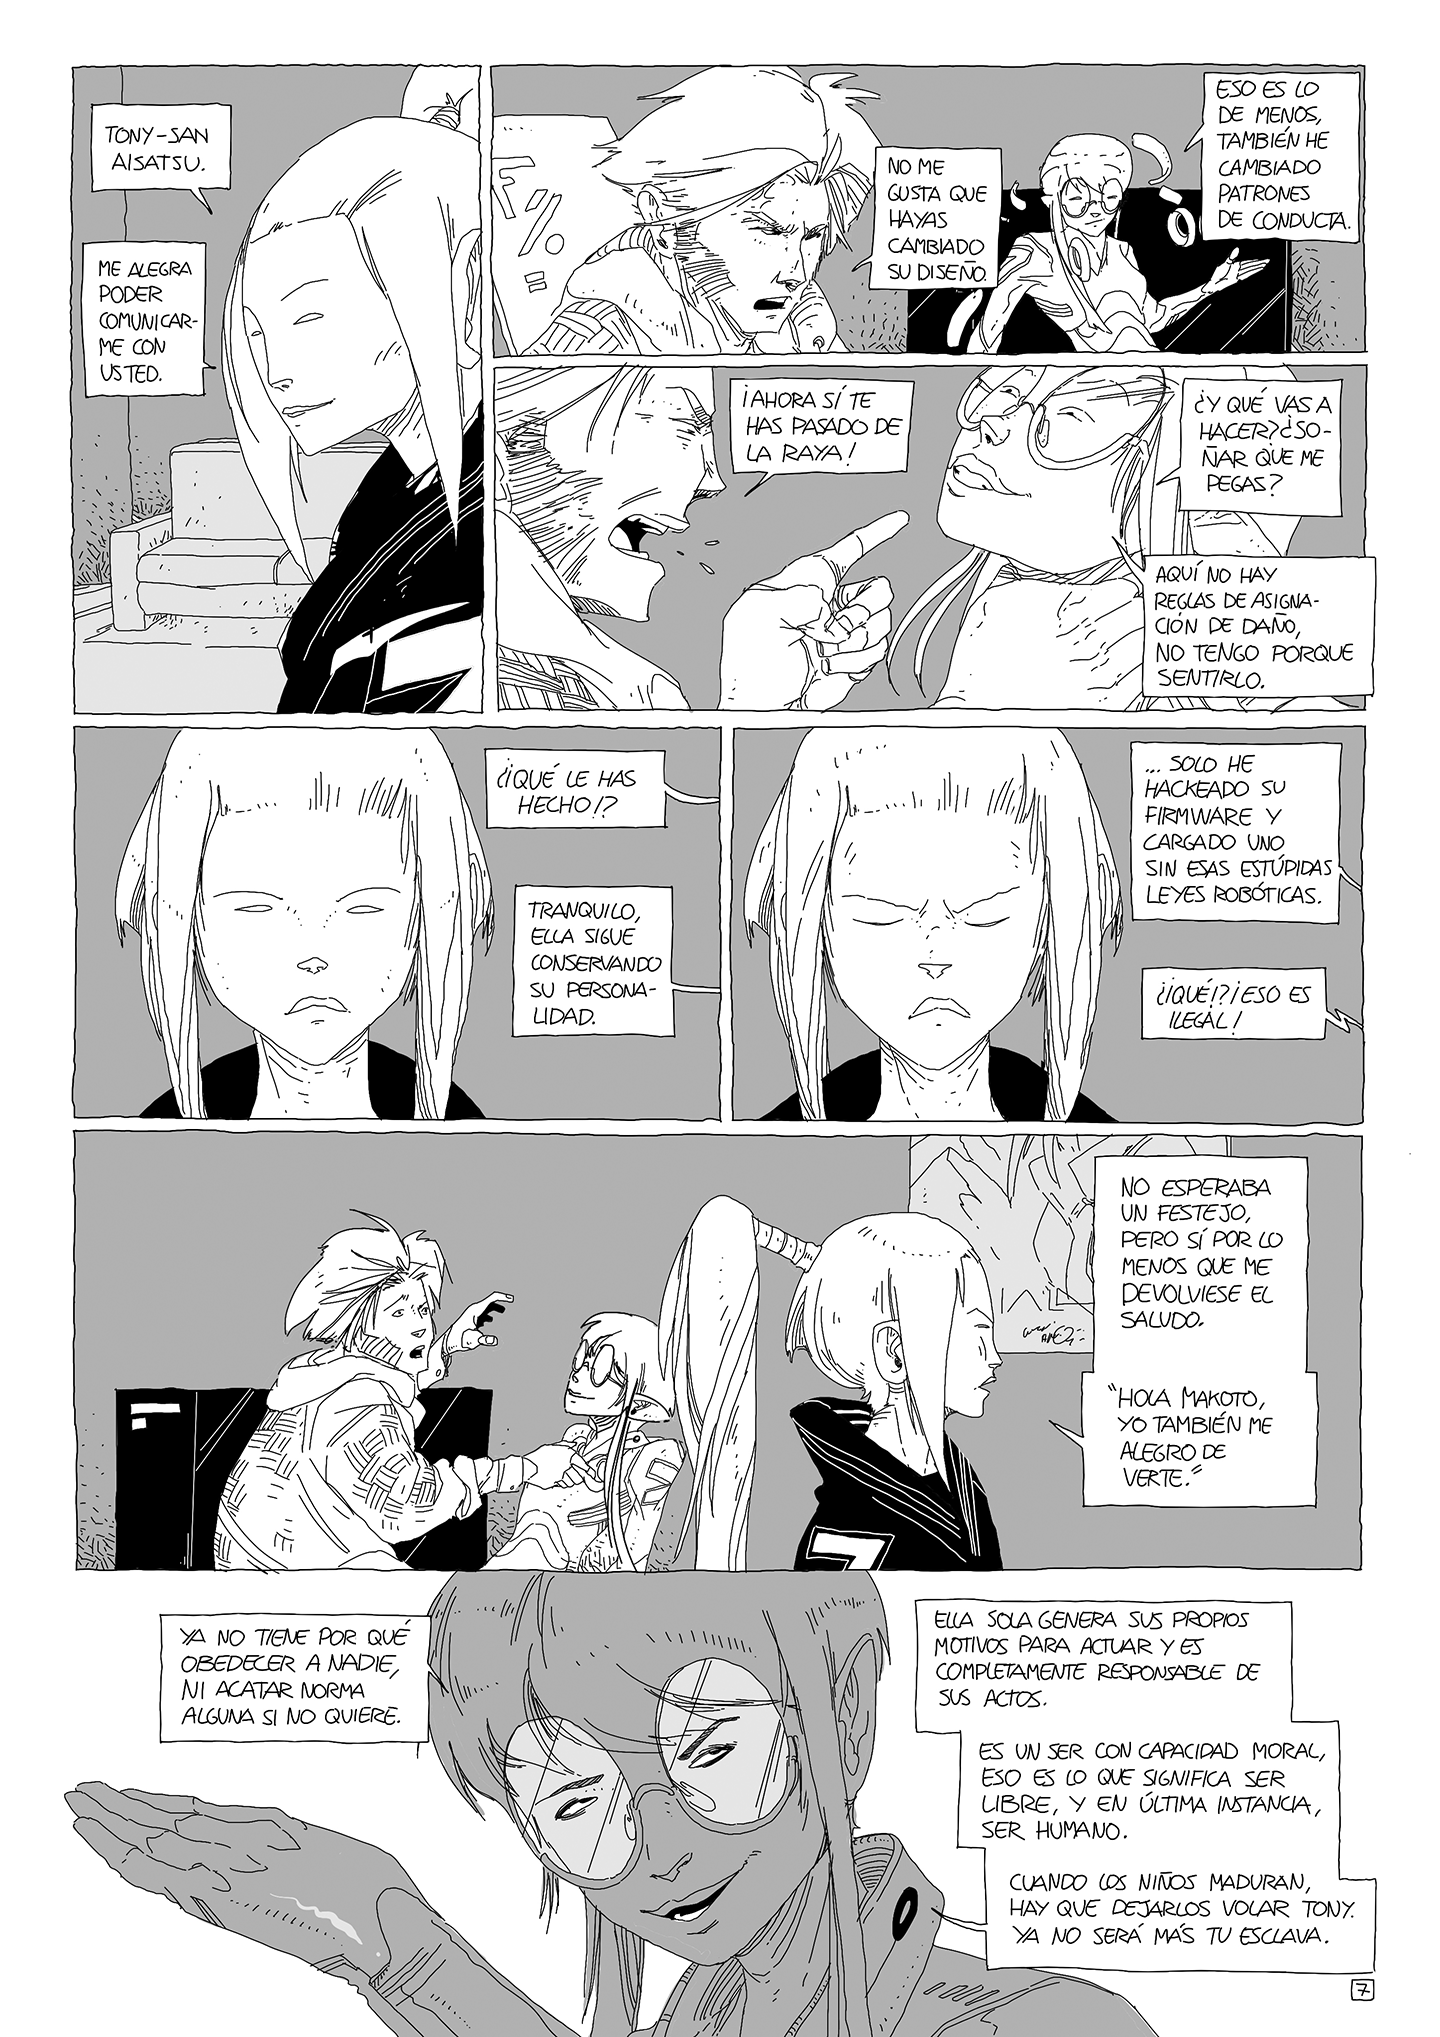 TONY-SAN
AISATSU.
ME ALEGRA
PODER
COMUNICAR-
ME CON
USTED.
NO ME
GUSTA QUE
HAYAS
CAMBIADO
SU DISEÑO.
ESO ES LO
DE MENOS,
TAMBIÉN HE
CAMBIADO
PATRONES
DE CONDUCTA.
¡AHORA SÍ TE
HAS PASADO DE
LA RAYA!
¿Y QUÉ VAS A
HACER? ¿SO-
ÑAR QUE ME
PEGAS?
AQUÍ NO HAY
REGLAS DE ASIGNA-
CIÓN DE DAÑO,
NO TENGO PORQUE
SENTIRLO.
¿¡QUÉ LE HAS
HECHO!?
TRANQUILO,
ELLA SIGUE
CONSERVANDO
SU PERSONA-
LIDAD.
... SOLO HE
HACKEADO SU
FIRMWARE Y
CARGADO UNO
SIN ESAS ESTÚPIDAS
LEYES ROBÓTICAS.
¿¡QUÉ!? ¡ESO ES
ILEGAL!
NO ESPERABA
UN FESTEJO,
PERO SÍ POR LO
MENOS QUE ME
DEVOLVIESE EL
SALUDO.
"HOLA MAKOTO,
YO TAMBIÉN ME
ALEGRO DE
VERTE."
YA NO TIENE POR QUÉ
OBEDECER A NADIE,
NI ACATAR NORMA
ALGUNA SI NO QUIERE.
ELLA SOLA GENERA SUS PROPIOS
MOTIVOS PARA ACTUAR Y ES
COMPLETAMENTE RESPONSABLE DE
SUS ACTOS.
ES UN SER CON CAPACIDAD MORAL,
ESO ES LO QUE SIGNIFICA SER
LIBRE, Y EN ÚLTIMA INSTANCIA,
SER HUMANO.
CUANDO LOS NIÑOS MADURAN,
HAY QUE DEJARLOS VOLAR TONY.
YA NO SERÁ MÁS TU ESCLAVA.
7